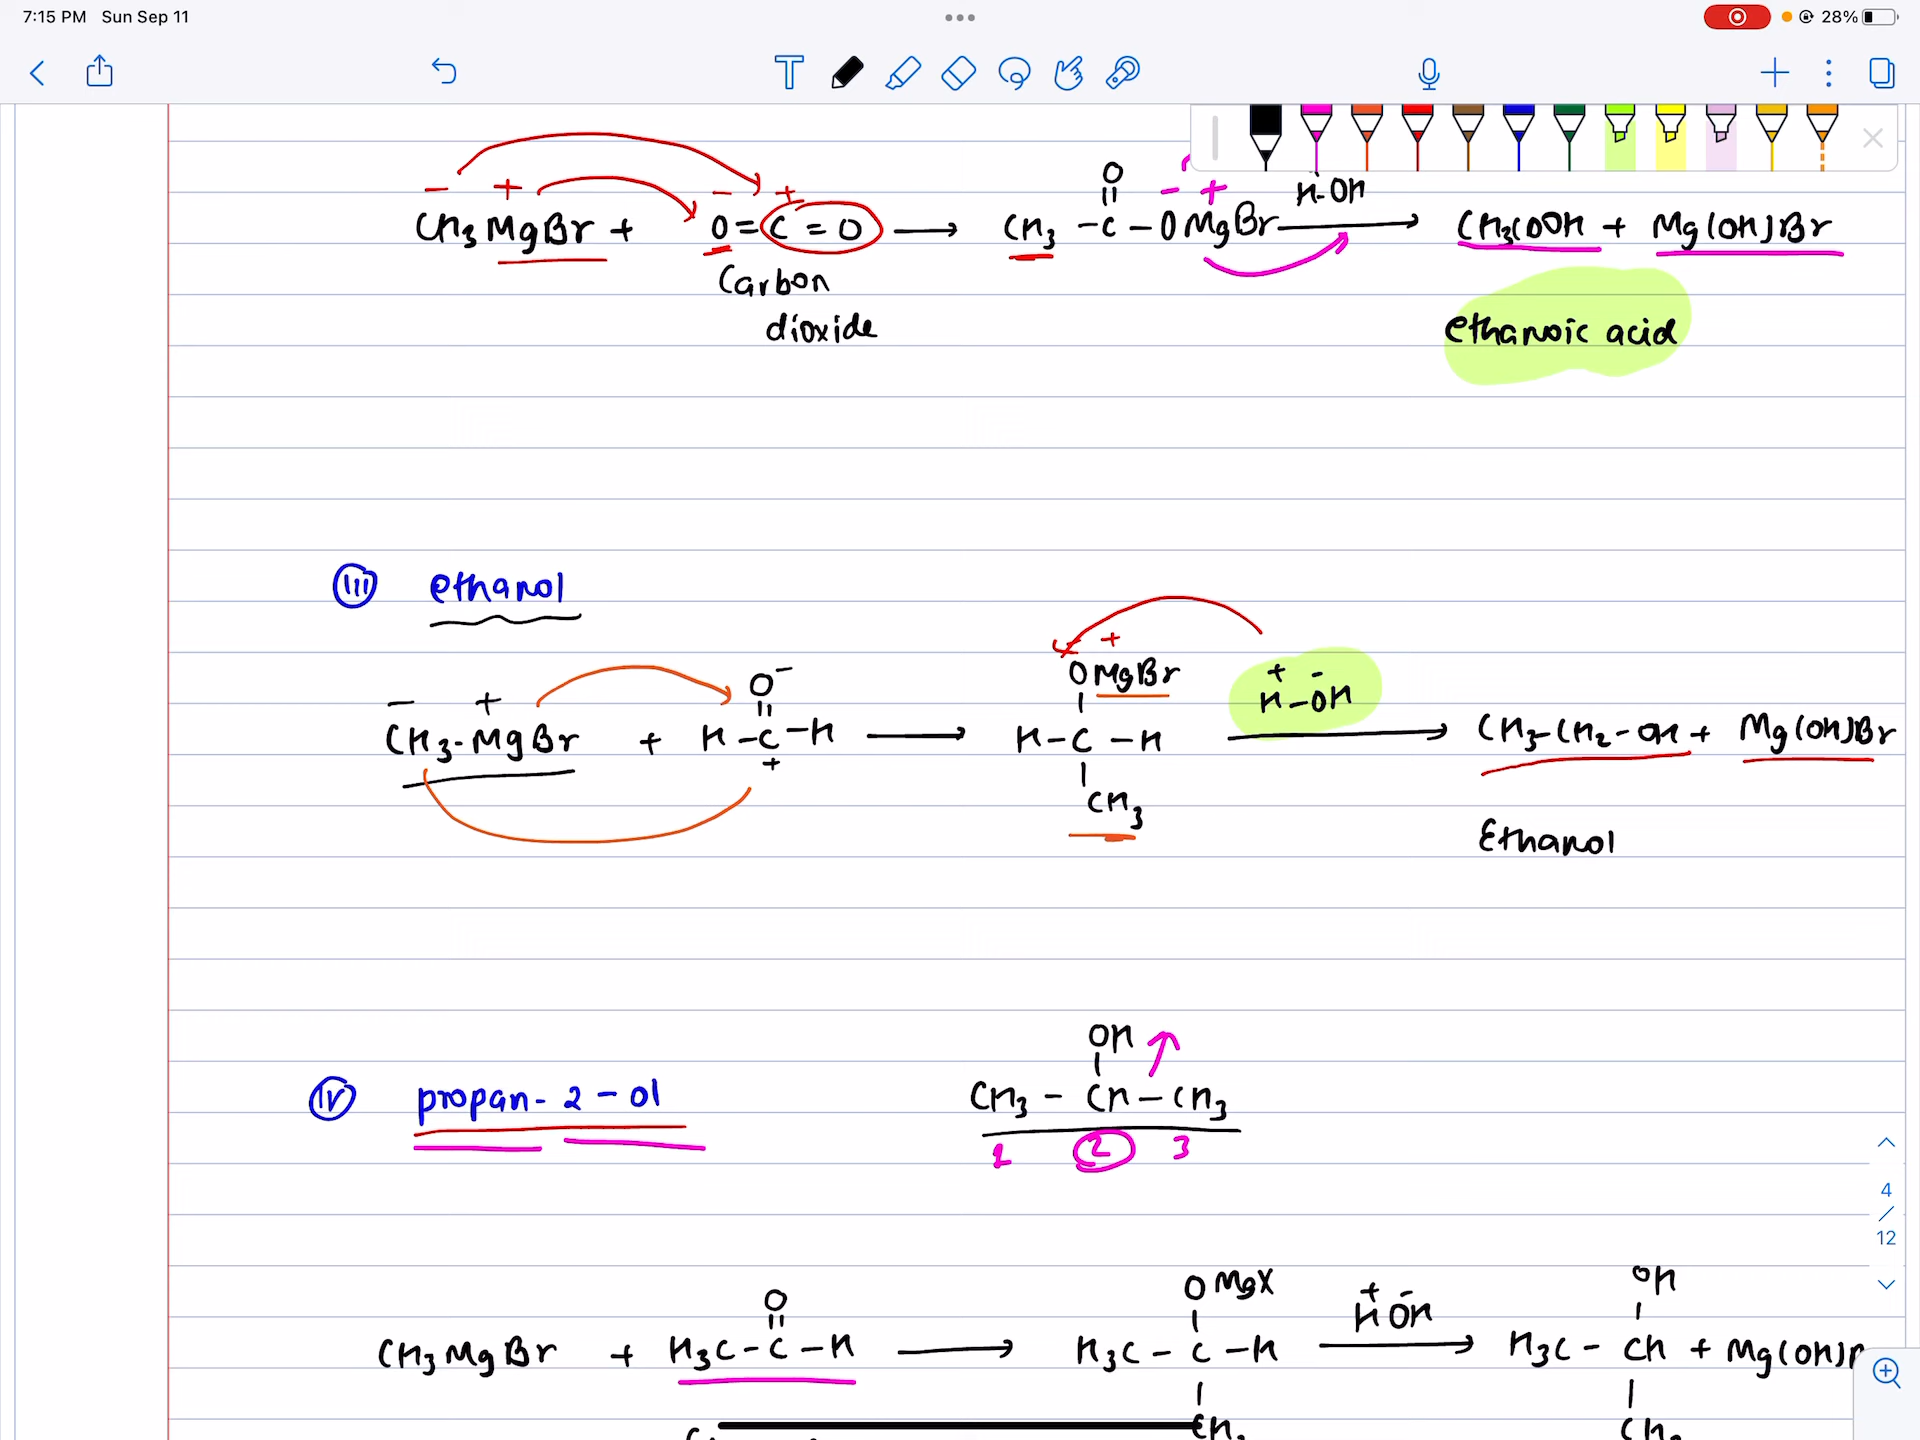 7:15 PM Sun Sep 11
28%
CH3MgBr + O=C=O → CH3-C-OMgBr H-OH → CH3COOH + Mg(OH)Br
O
||
- + - + - +
Carbon
dioxide
ethanoic acid
(iii) ethanol
- + O- + + -
CH3-MgBr + H-C-H → H-C-H H-OH → CH3-CH2-OH + Mg(OH)Br
|| OMgBr
+ CH3
Ethanol
OH
(iv) propan-2-ol CH3-CH-CH3
1 2 3
4
/
12
O OMgX + - OH
CH3MgBr + H3C-C-H → H3C-C-H HOH → H3C-CH + Mg(OH)